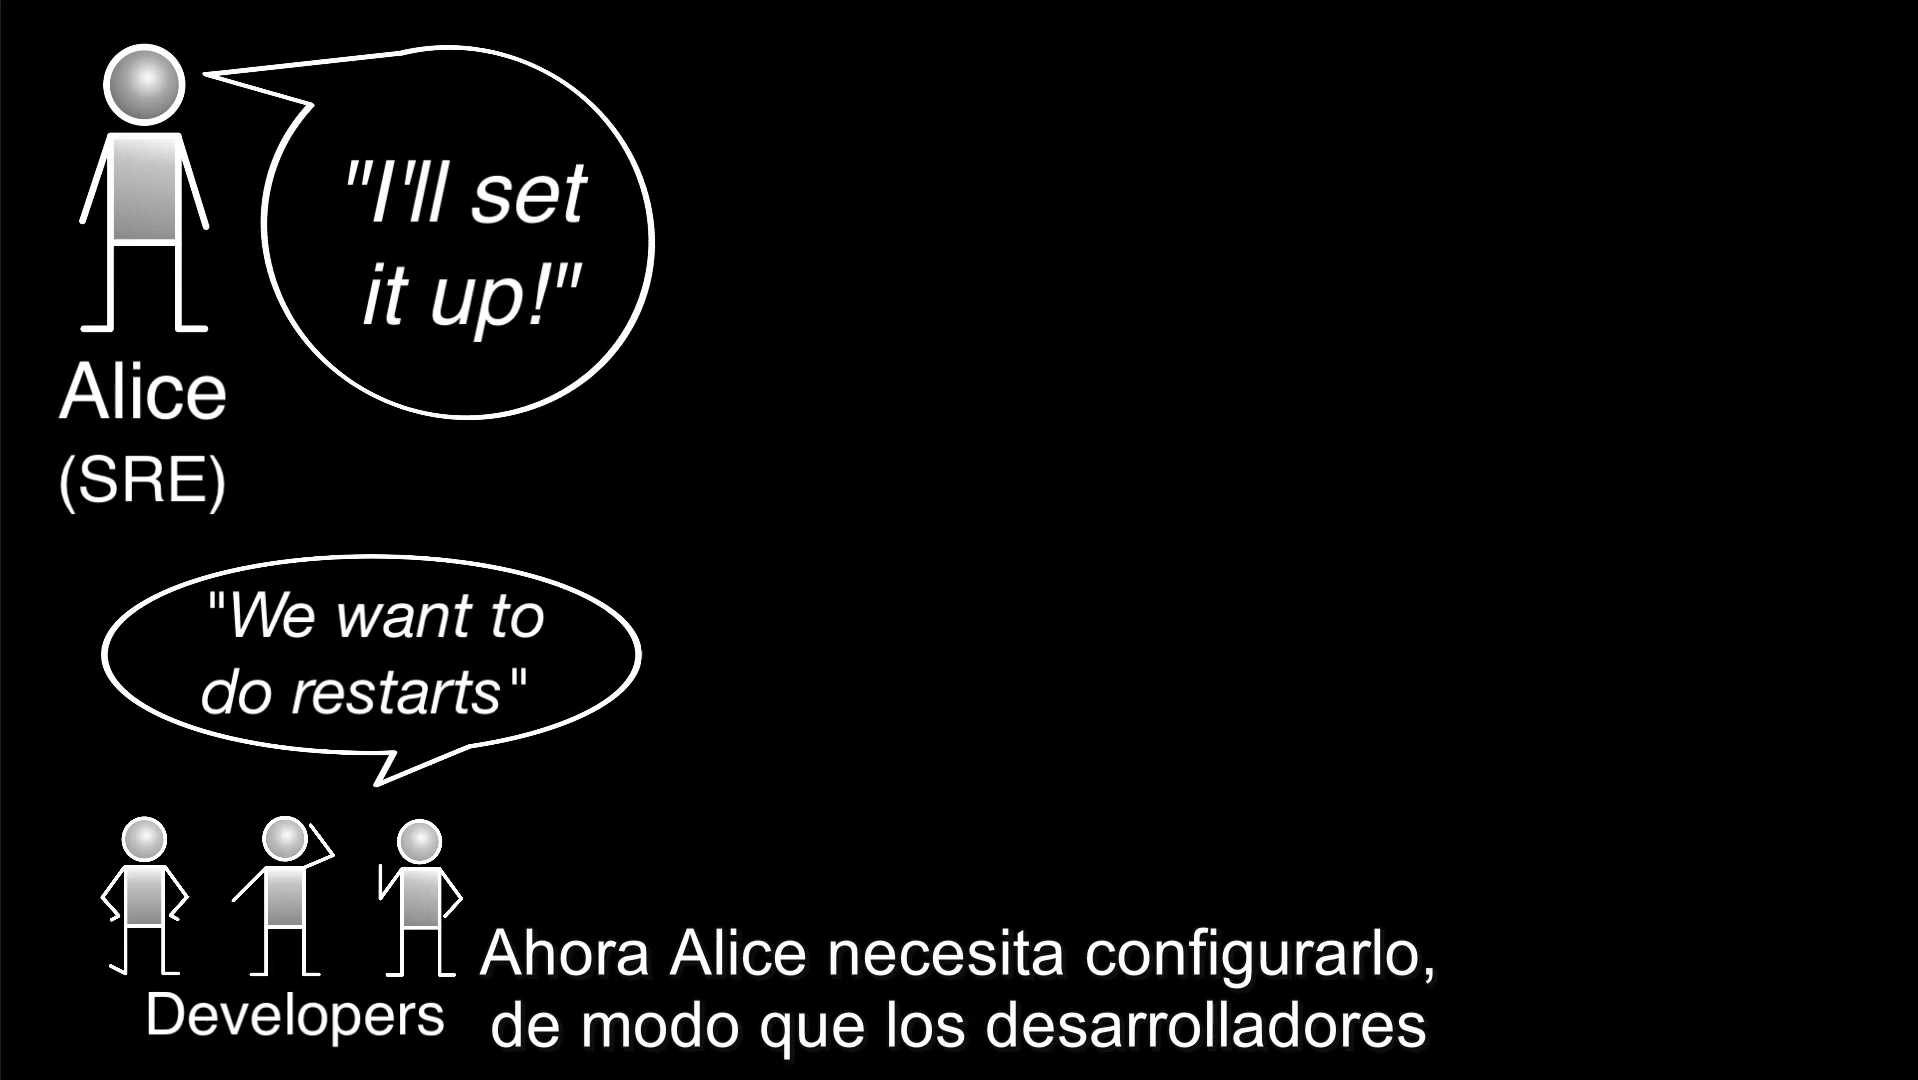 "I'll set
it up!"
Alice
(SRE)
"We want to
do restarts"
Developers
Ahora Alice necesita configurarlo,
de modo que los desarrolladores